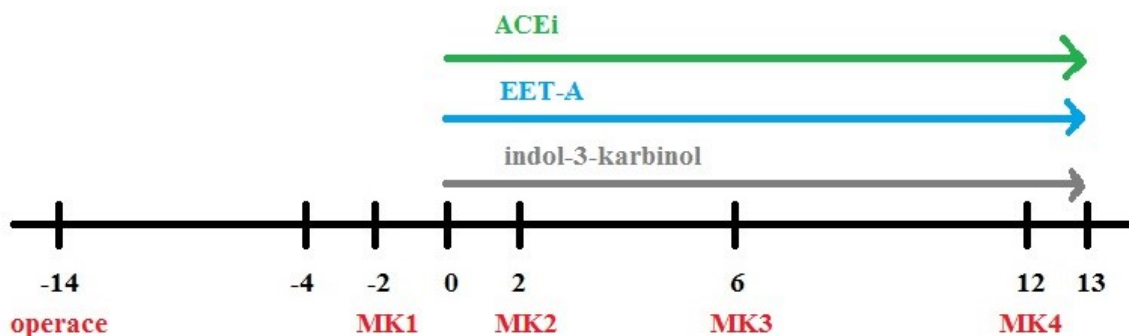 ACEi
EET-A
indol-3-karbinol
-14 -4 -2 0 2 6 12 13
operace MK1 MK2 MK3 MK4